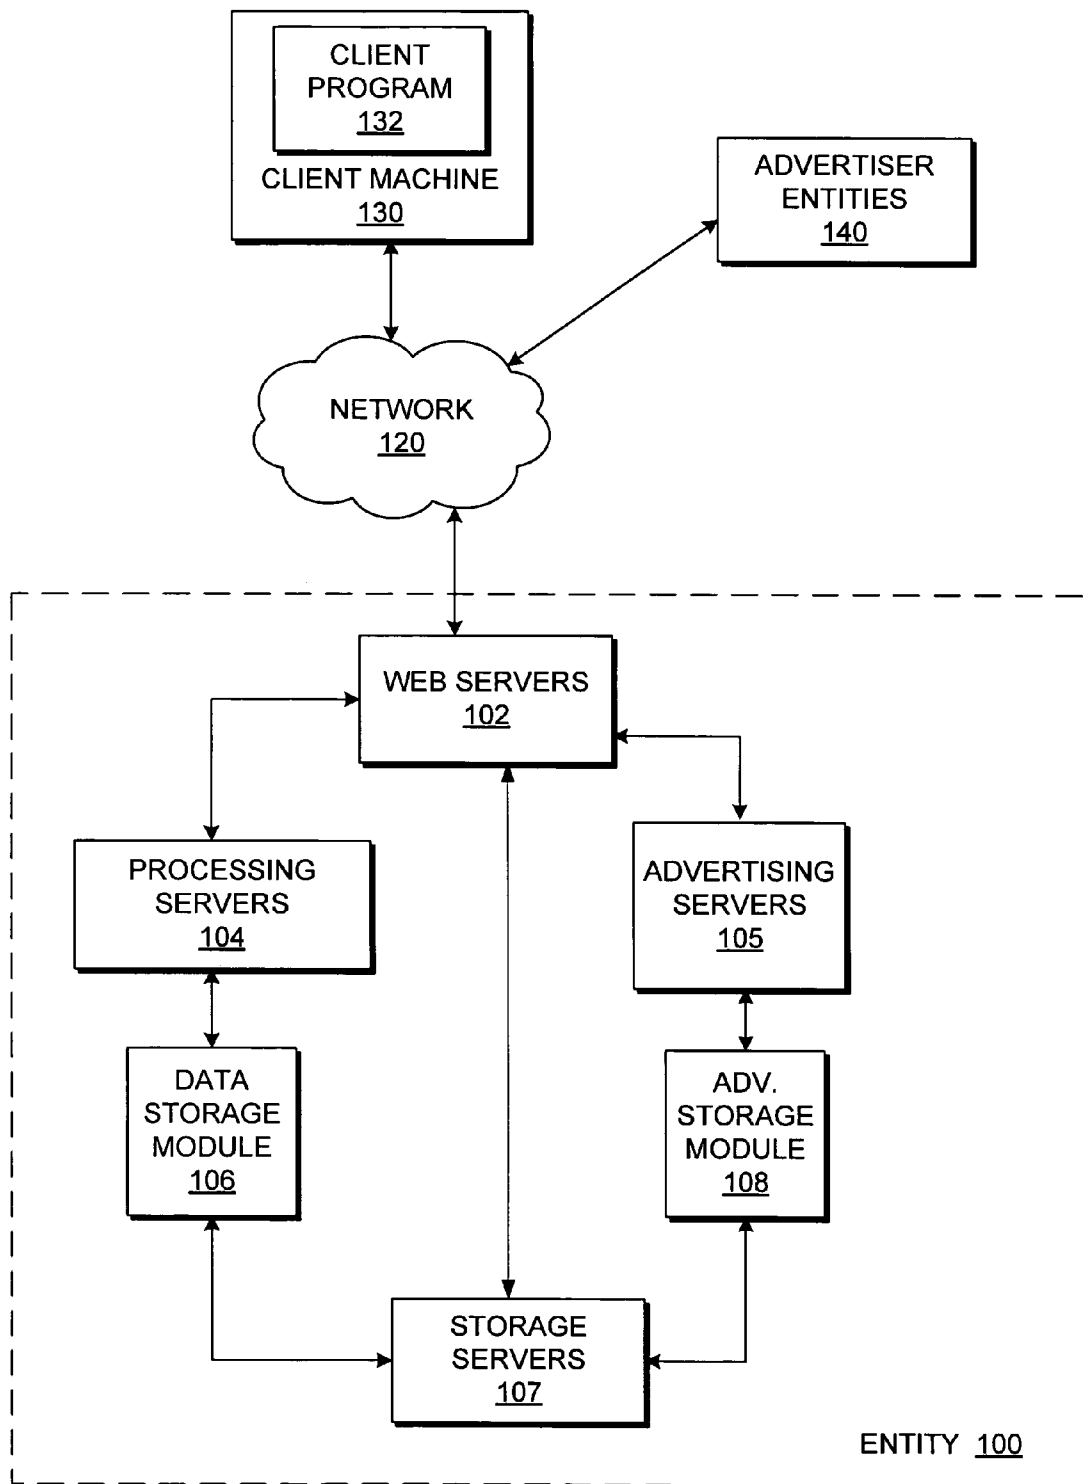 CLIENT
PROGRAM
132
CLIENT MACHINE
130
ADVERTISER
ENTITIES
140
NETWORK
120
WEB SERVERS
102
PROCESSING
SERVERS
104
ADVERTISING
SERVERS
105
DATA
STORAGE
MODULE
106
ADV.
STORAGE
MODULE
108
STORAGE
SERVERS
107
ENTITY 100